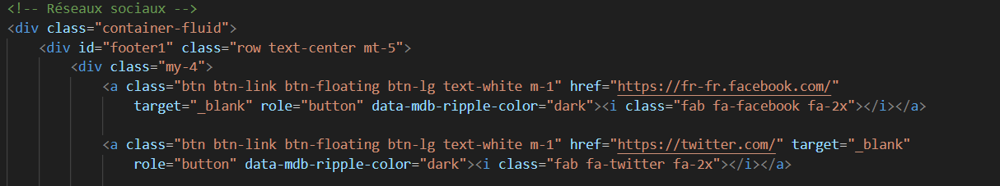 <!-- Réseaux sociaux -->
<div class="container-fluid">
<div id="footer1" class="row text-center mt-5">
<div class="my-4">
<a class="btn btn-link btn-floating btn-lg text-white m-1" href="https://fr-fr.facebook.com/"
target="_blank" role="button" data-mdb-ripple-color="dark"><i class="fab fa-facebook fa-2x"></i></a>
<a class="btn btn-link btn-floating btn-lg text-white m-1" href="https://twitter.com/" target="_blank"
role="button" data-mdb-ripple-color="dark"><i class="fab fa-twitter fa-2x"></i></a>